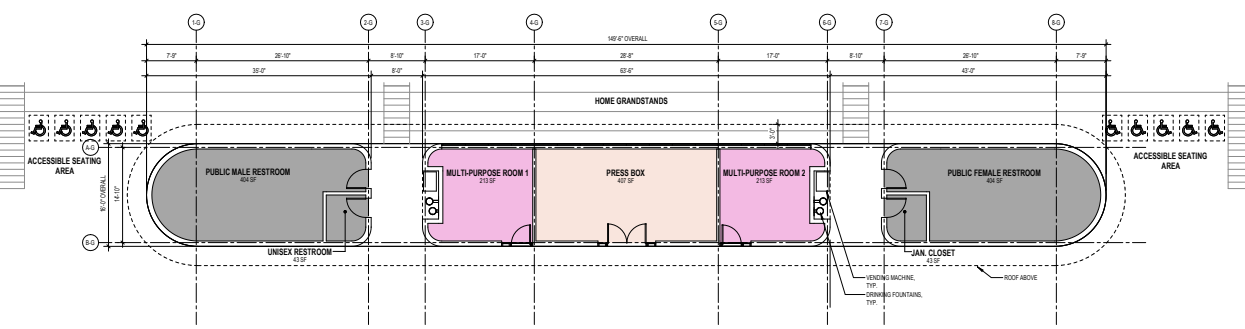 1-G 2-G 3-G 4-G 5-G 6-G 7-G 8-G
149'-6" OVERALL
7'-9" 26'-10" 8'-10" 17'-0" 28'-8" 17'-0" 8'-10" 26'-10" 7'-9"
35'-0" 8'-0" 63'-6" 43'-0"
HOME GRANDSTANDS
3'-0"
A-G
ACCESSIBLE SEATING
AREA
ACCESSIBLE SEATING
AREA
16'-0" OVERALL
14'-10"
PUBLIC MALE RESTROOM
404 SF
MULTI-PURPOSE ROOM 1
213 SF
PRESS BOX
407 SF
MULTI-PURPOSE ROOM 2
213 SF
PUBLIC FEMALE RESTROOM
404 SF
B-G
UNISEX RESTROOM
43 SF
JAN. CLOSET
43 SF
VENDING MACHINE,
TYP.
DRINKING FOUNTAINS,
TYP.
ROOF ABOVE